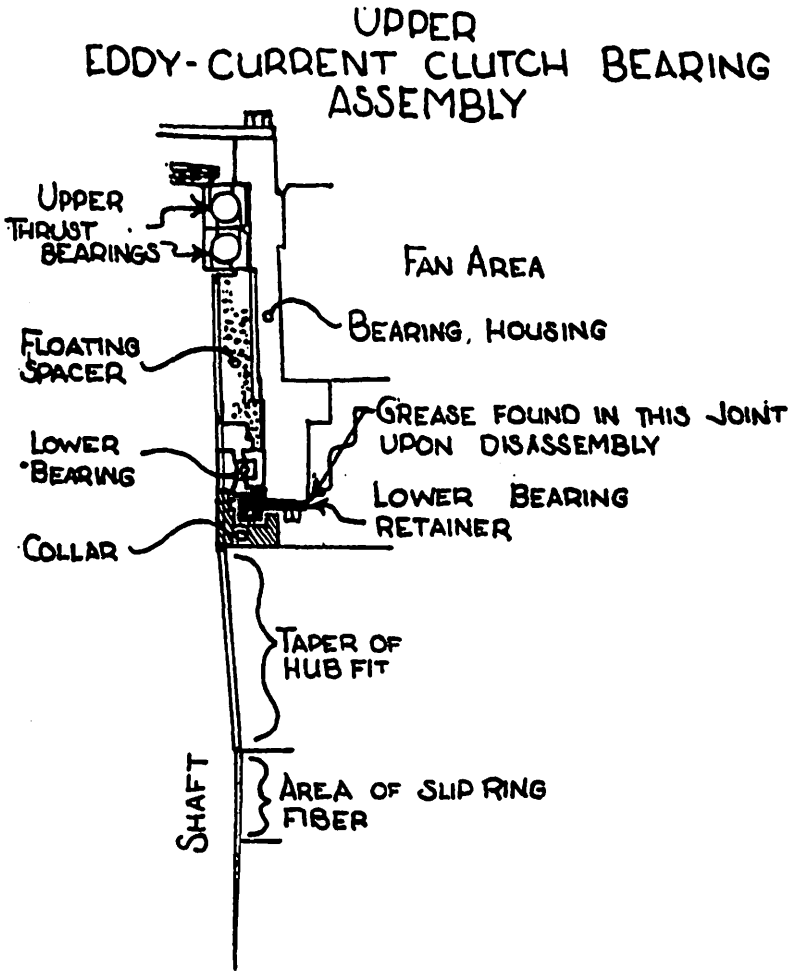 UPPER
EDDY-CURRENT CLUTCH BEARING
ASSEMBLY
UPPER
THRUST
BEARINGS
FAN AREA
BEARING, HOUSING
FLOATING
SPACER
GREASE FOUND IN THIS JOINT
UPON DISASSEMBLY
LOWER
BEARING
LOWER BEARING
RETAINER
COLLAR
TAPER OF
HUB FIT
SHAFT
AREA OF SLIP RING
FIBER